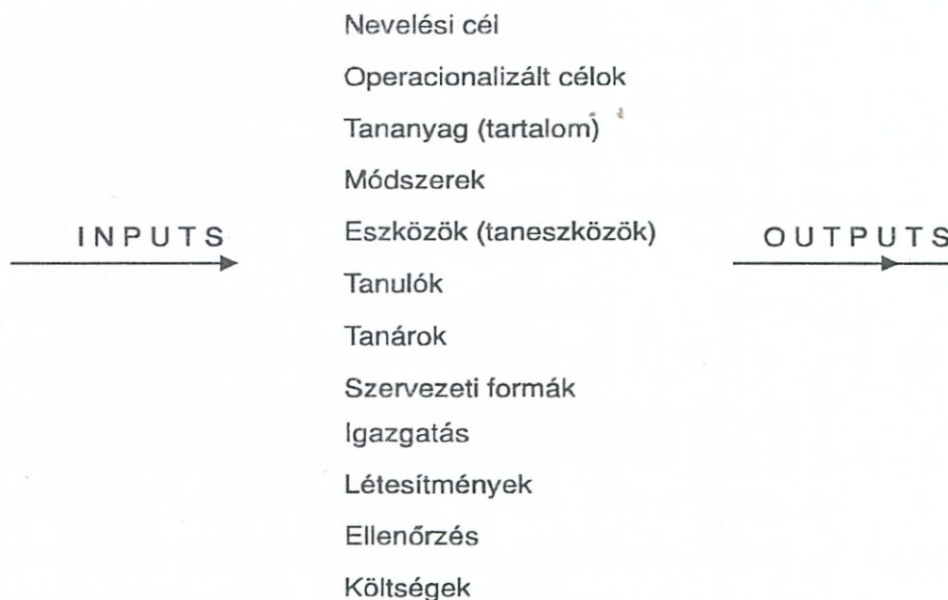 Nevelési cél
Operacionalizált célok
Tananyag (tartalom)
Módszerek
INPUTS
Eszközök (taneszközök)
OUTPUTS
Tanulók
Tanárok
Szervezeti formák
Igazgatás
Létesítmények
Ellenőrzés
Költségek